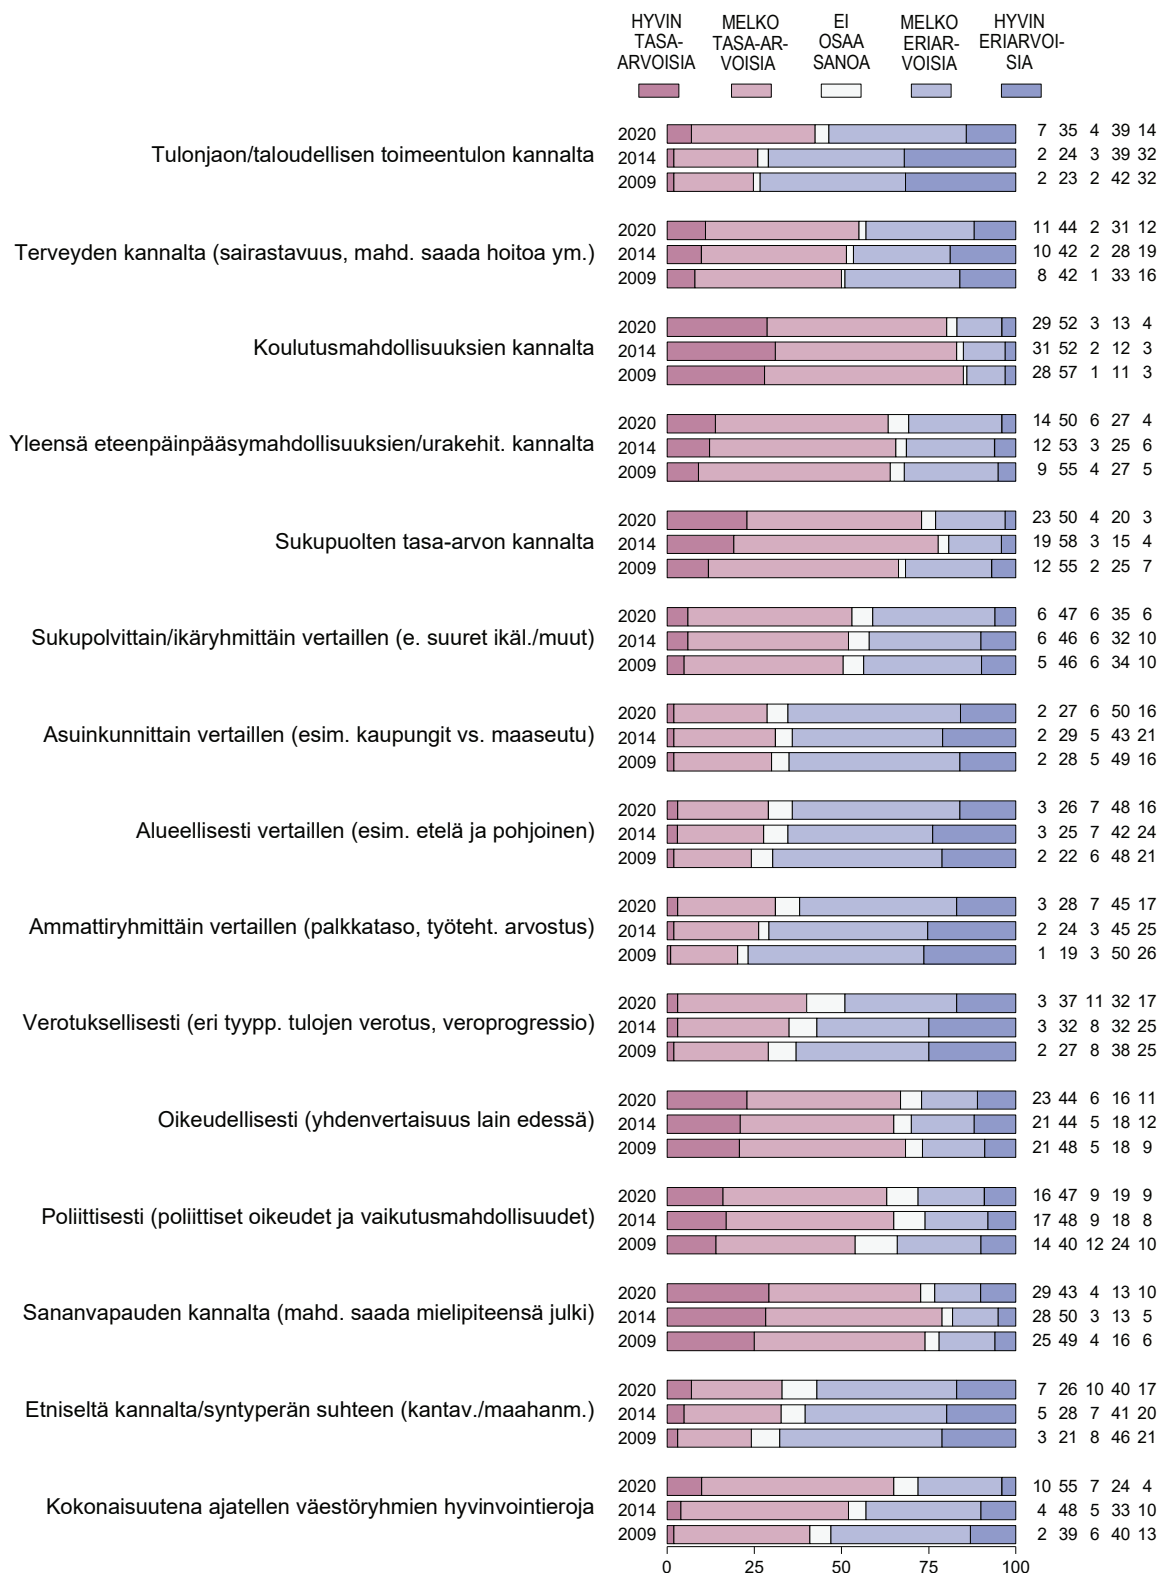 HYVIN MELKO EI MELKO HYVIN
TASA- TASA-AR- OSAA ERIAR- ERIARVOI-
ARVOISIA VOISIA SANOA VOISIA SIA
2020 7 35 4 39 14
Tulonjaon/taloudellisen toimeentulon kannalta 2014 2 24 3 39 32
2009 2 23 2 42 32
2020 11 44 2 31 12
Terveyden kannalta (sairastavuus, mahd. saada hoitoa ym.) 2014 10 42 2 28 19
2009 8 42 1 33 16
2020 29 52 3 13 4
Koulutusmahdollisuuksien kannalta 2014 31 52 2 12 3
2009 28 57 1 11 3
2020 14 50 6 27 4
Yleensä eteenpäinpääsymahdollisuuksien/urakehit. kannalta 2014 12 53 3 25 6
2009 9 55 4 27 5
2020 23 50 4 20 3
Sukupuolten tasa-arvon kannalta 2014 19 58 3 15 4
2009 12 55 2 25 7
2020 6 47 6 35 6
Sukupolvittain/ikäryhmittäin vertaillen (e. suuret ikäl./muut) 2014 6 46 6 32 10
2009 5 46 6 34 10
2020 2 27 6 50 16
Asuinkunnittain vertaillen (esim. kaupungit vs. maaseutu) 2014 2 29 5 43 21
2009 2 28 5 49 16
2020 3 26 7 48 16
Alueellisesti vertaillen (esim. etelä ja pohjoinen) 2014 3 25 7 42 24
2009 2 22 6 48 21
2020 3 28 7 45 17
Ammattiryhmittäin vertaillen (palkkataso, työteht. arvostus) 2014 2 24 3 45 25
2009 1 19 3 50 26
2020 3 37 11 32 17
Verotuksellisesti (eri tyypp. tulojen verotus, veroprogressio) 2014 3 32 8 32 25
2009 2 27 8 38 25
2020 23 44 6 16 11
Oikeudellisesti (yhdenvertaisuus lain edessä) 2014 21 44 5 18 12
2009 21 48 5 18 9
2020 16 47 9 19 9
Poliittisesti (poliittiset oikeudet ja vaikutusmahdollisuudet) 2014 17 48 9 18 8
2009 14 40 12 24 10
2020 29 43 4 13 10
Sananvapauden kannalta (mahd. saada mielipiteensä julki) 2014 28 50 3 13 5
2009 25 49 4 16 6
2020 7 26 10 40 17
Etniseltä kannalta/syntyperän suhteen (kantav./maahanm.) 2014 5 28 7 41 20
2009 3 21 8 46 21
2020 10 55 7 24 4
Kokonaisuutena ajatellen väestöryhmien hyvinvointieroja 2014 4 48 5 33 10
2009 2 39 6 40 13
0 25 50 75 100